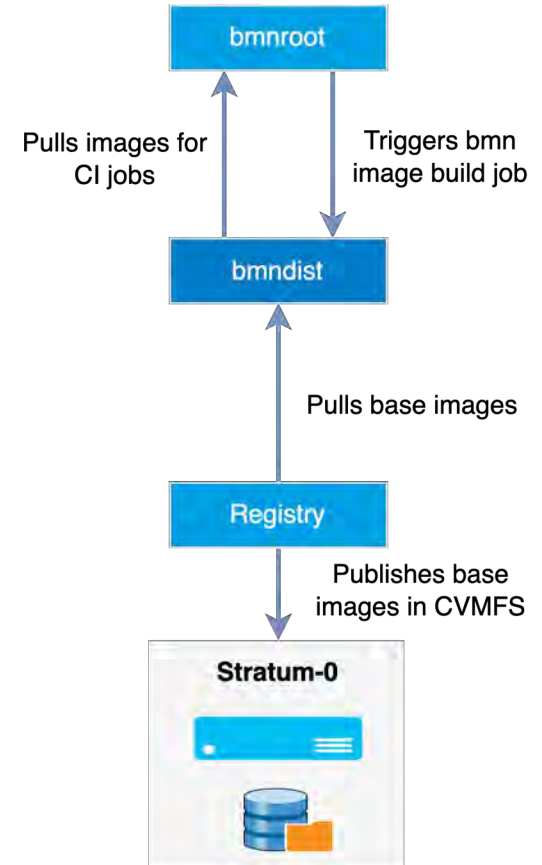 bmnroot
Pulls images for
CI jobs
Triggers bmn
image build job
bmndist
Pulls base images
Registry
Publishes base
images in CVMFS
Stratum-0